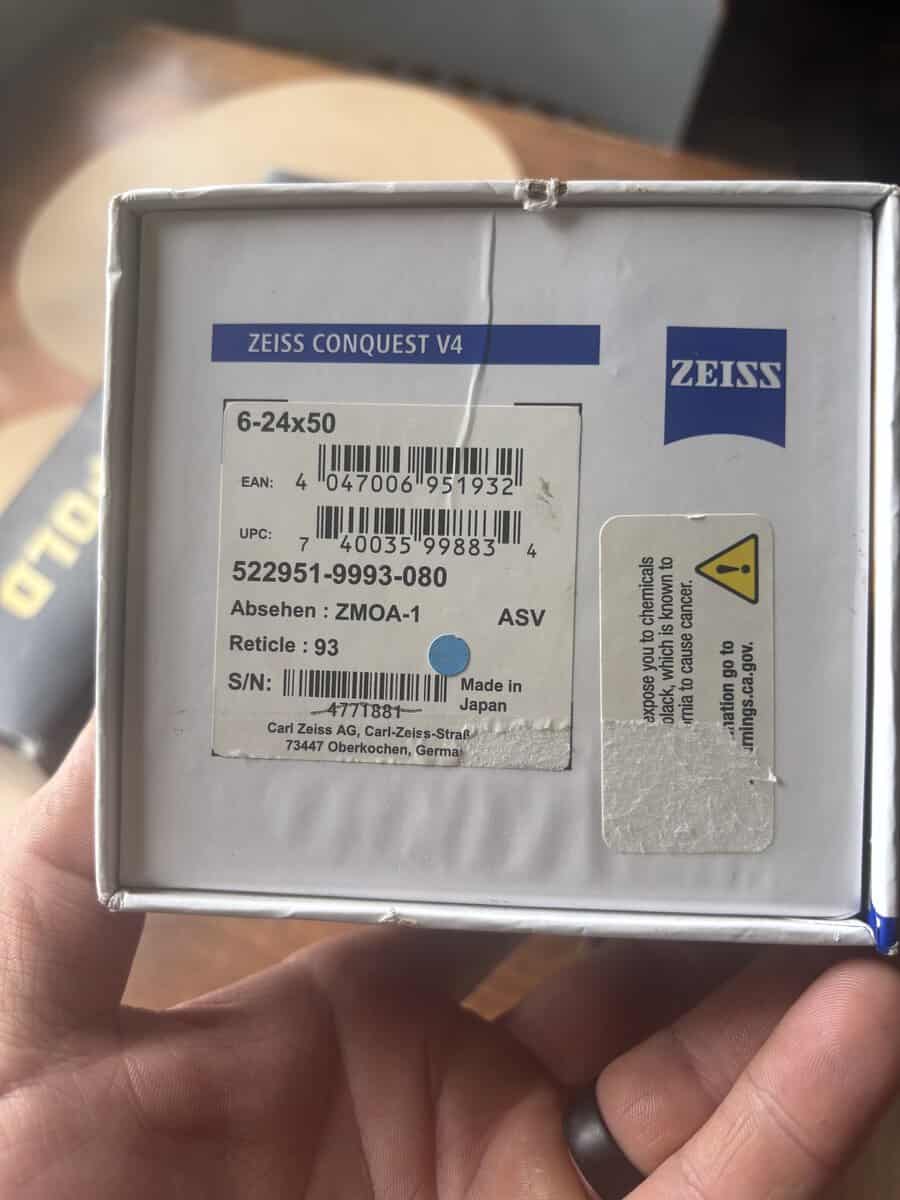 ZEISS CONQUEST V4
ZEISS
6-24x50
EAN: 4 047006 951932
UPC: 7 40035 99883 4
522951-9993-080
Absehen : ZMOA-1 ASV
Reticle : 93
S/N:
4771881
Made in
Japan
Carl Zeiss AG, Carl-Zeiss-Straß
73447 Oberkochen, Germa
expose you to chemicals
black, which is known to
rnia to cause cancer.
mation go to
rnings.ca.gov.
POLD